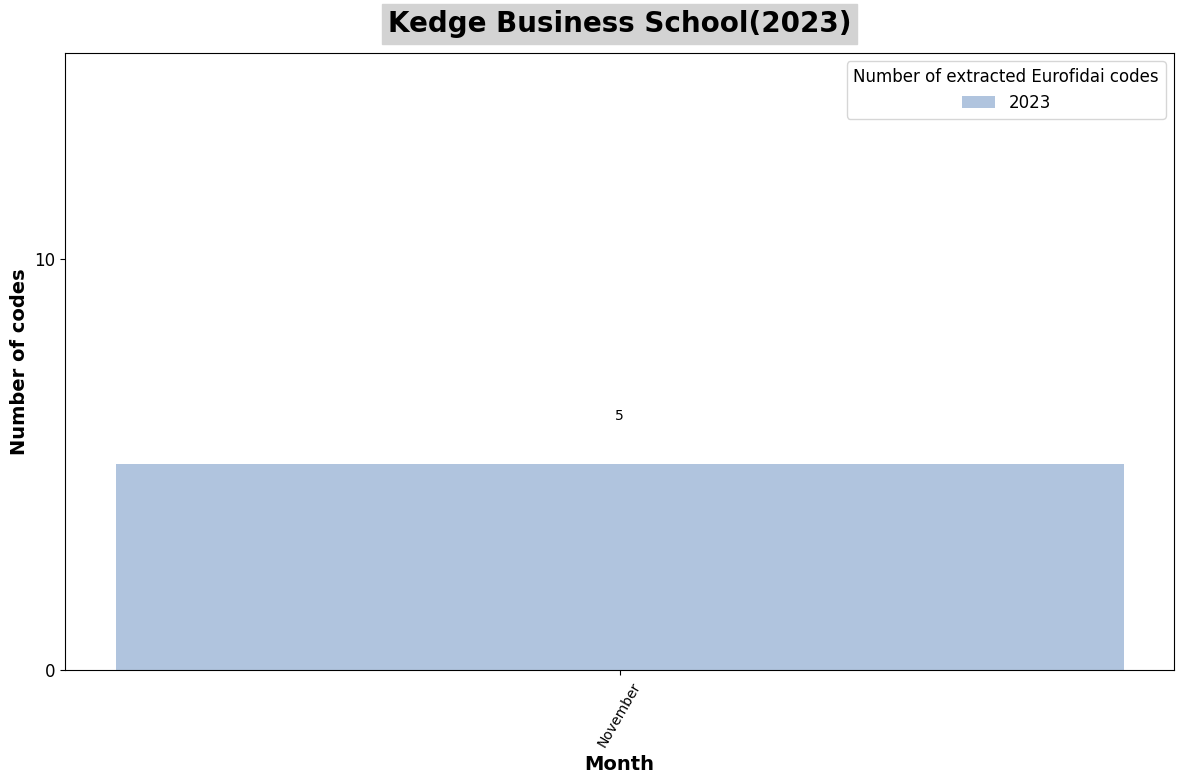 Kedge Business School(2023)
Number of extracted Eurofidai codes
2023
Number of codes
10
0
5
November
Month